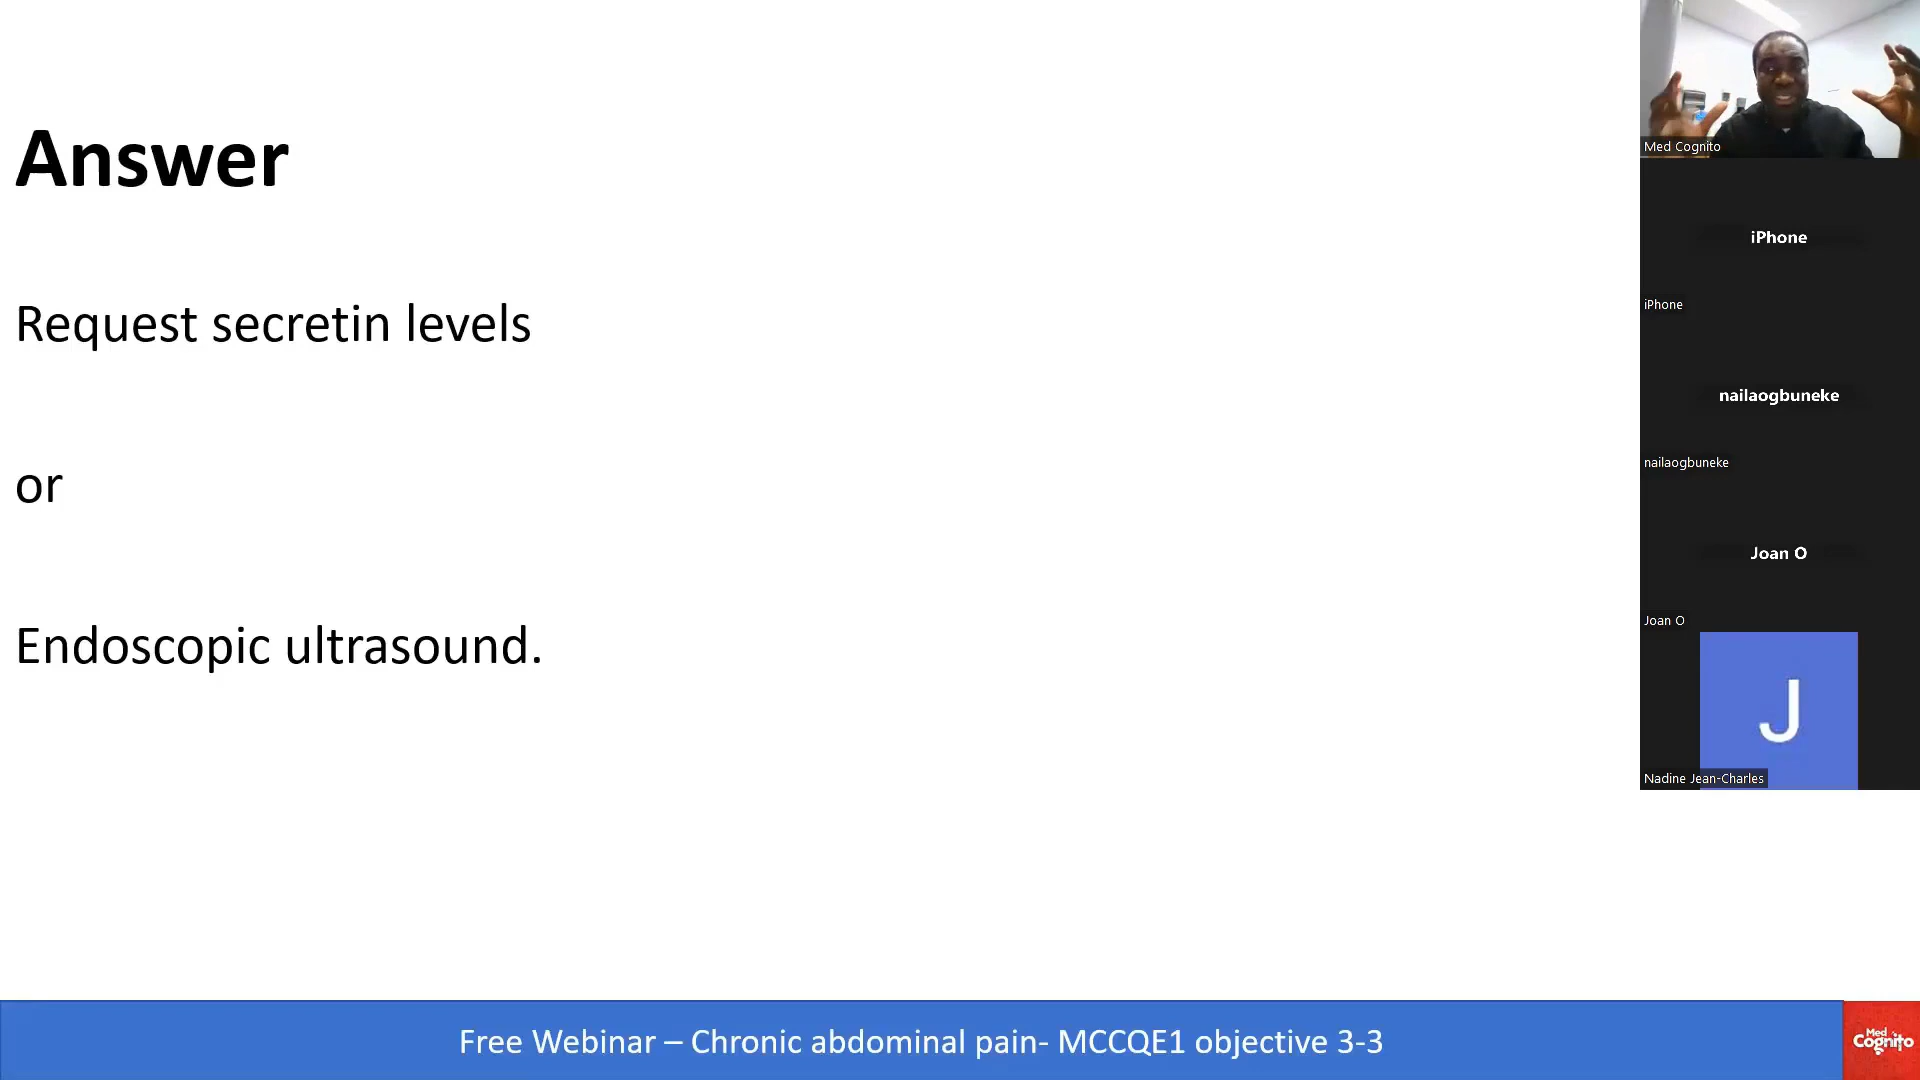 Answer
Request secretin levels
or
Endoscopic ultrasound.
Med Cognito
iPhone
iPhone
nailaogbuneke
nailaogbuneke
Joan O
Joan O
J
Nadine Jean-Charles
Free Webinar – Chronic abdominal pain- MCCQE1 objective 3-3
Med
Cognito